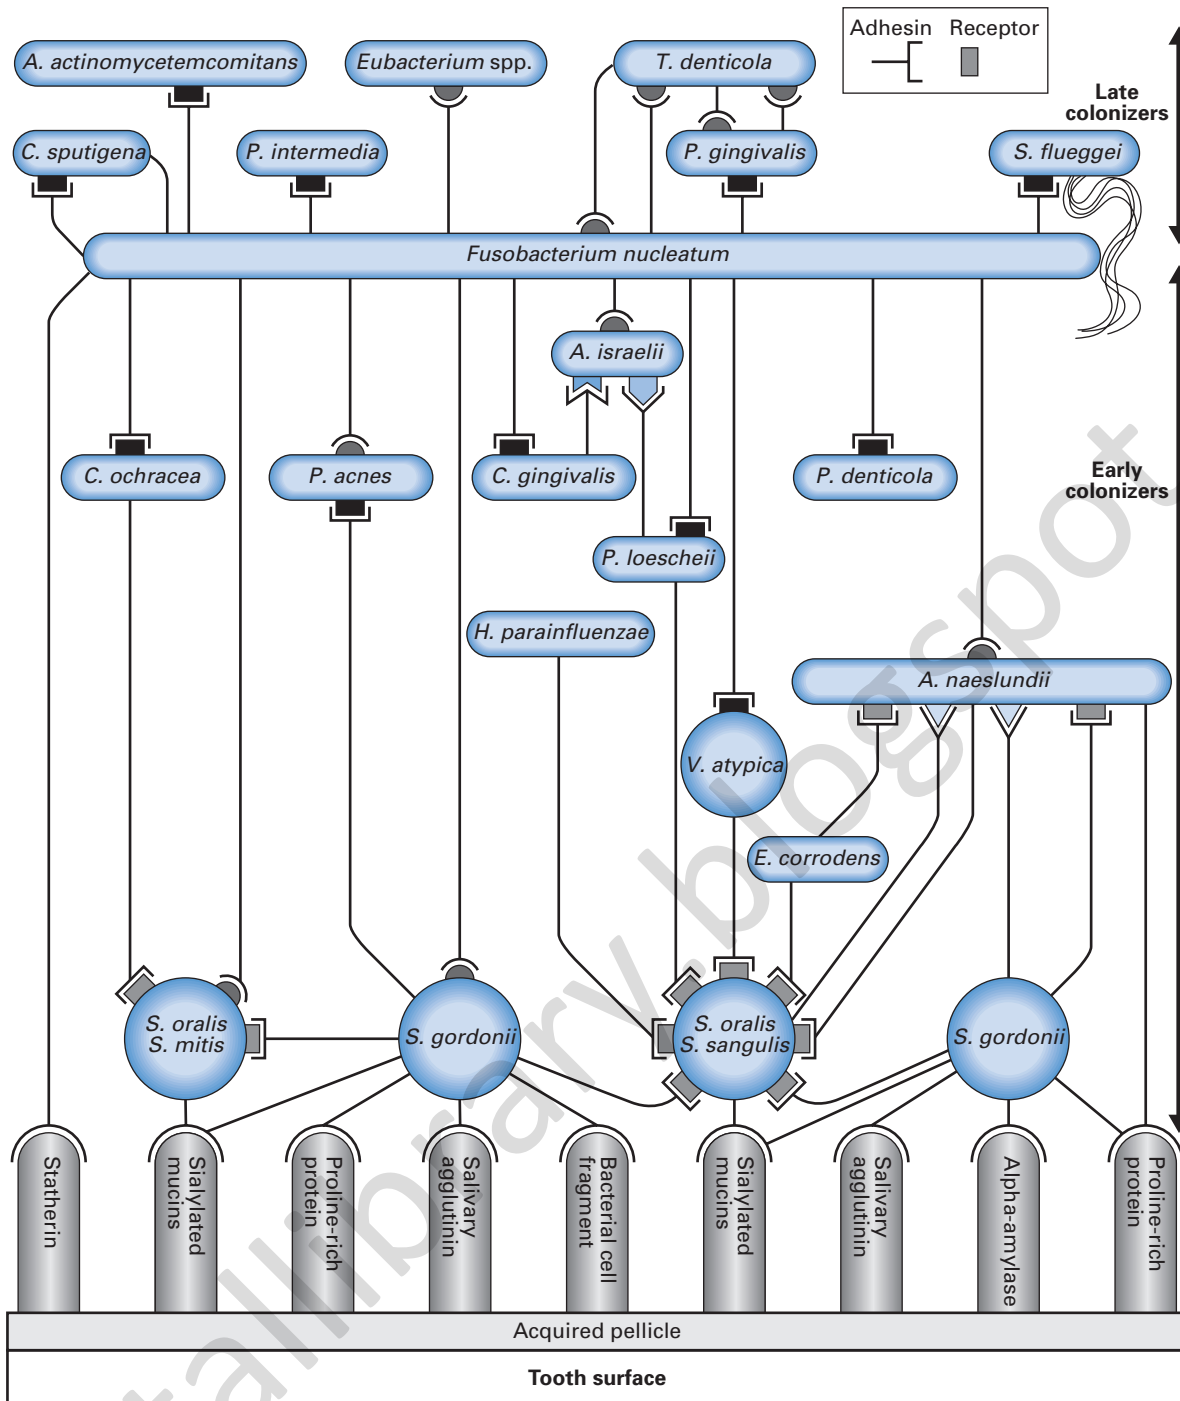 Adhesin Receptor
A. actinomycetemcomitans
Eubacterium spp.
T. denticola
Late
colonizers
C. sputigena
P. intermedia
P. gingivalis
S. flueggei
Fusobacterium nucleatum
A. israelii
C. ochracea
P. acnes
C. gingivalis
P. denticola
Early
colonizers
P. loescheii
H. parainfluenzae
A. naeslundii
V. atypica
E. corrodens
S. oralis
S. mitis
S. gordonii
S. oralis
S. sangulis
S. gordonii
Statherin
Sialylated
mucins
Proline-rich
protein
Salivary
agglutinin
Bacterial cell
fragment
Sialylated
mucins
Salivary
agglutinin
Alpha-amylase
Proline-rich
protein
Acquired pellicle
Tooth surface
tallibrary.blogspot